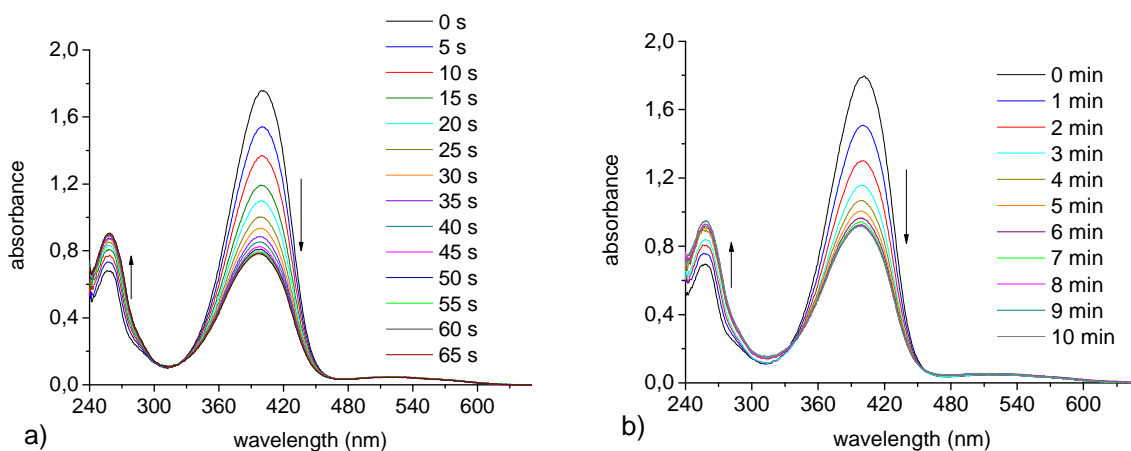 2,0
1,6
1,2
0,8
0,4
0,0
absorbance
240 300 360 420 480 540 600
wavelength (nm)
a)
0 s
5 s
10 s
15 s
20 s
25 s
30 s
35 s
40 s
45 s
50 s
55 s
60 s
65 s
2,0
1,6
1,2
0,8
0,4
0,0
absorbance
240 300 360 420 480 540 600
wavelength (nm)
b)
0 min
1 min
2 min
3 min
4 min
5 min
6 min
7 min
8 min
9 min
10 min